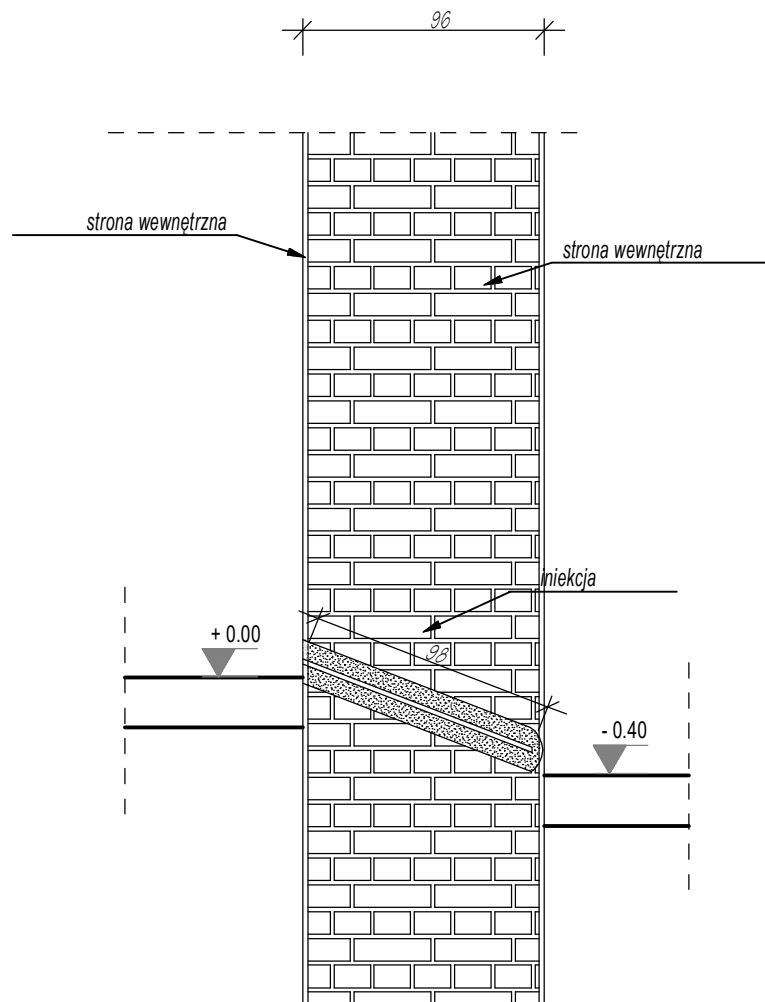 96
strona wewnętrzna
strona wewnętrzna
iniekcja
+ 0.00
98
- 0.40